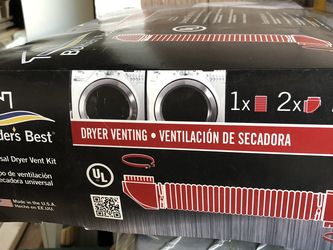 1x 2x
ders Best®
DRYER VENTING • VENTILACIÓN DE SECADORA
sal Dryer Vent Kit
po de ventilación
ecadora universal
UL
Made in the U.S.A.
Hecho en EE.UU.